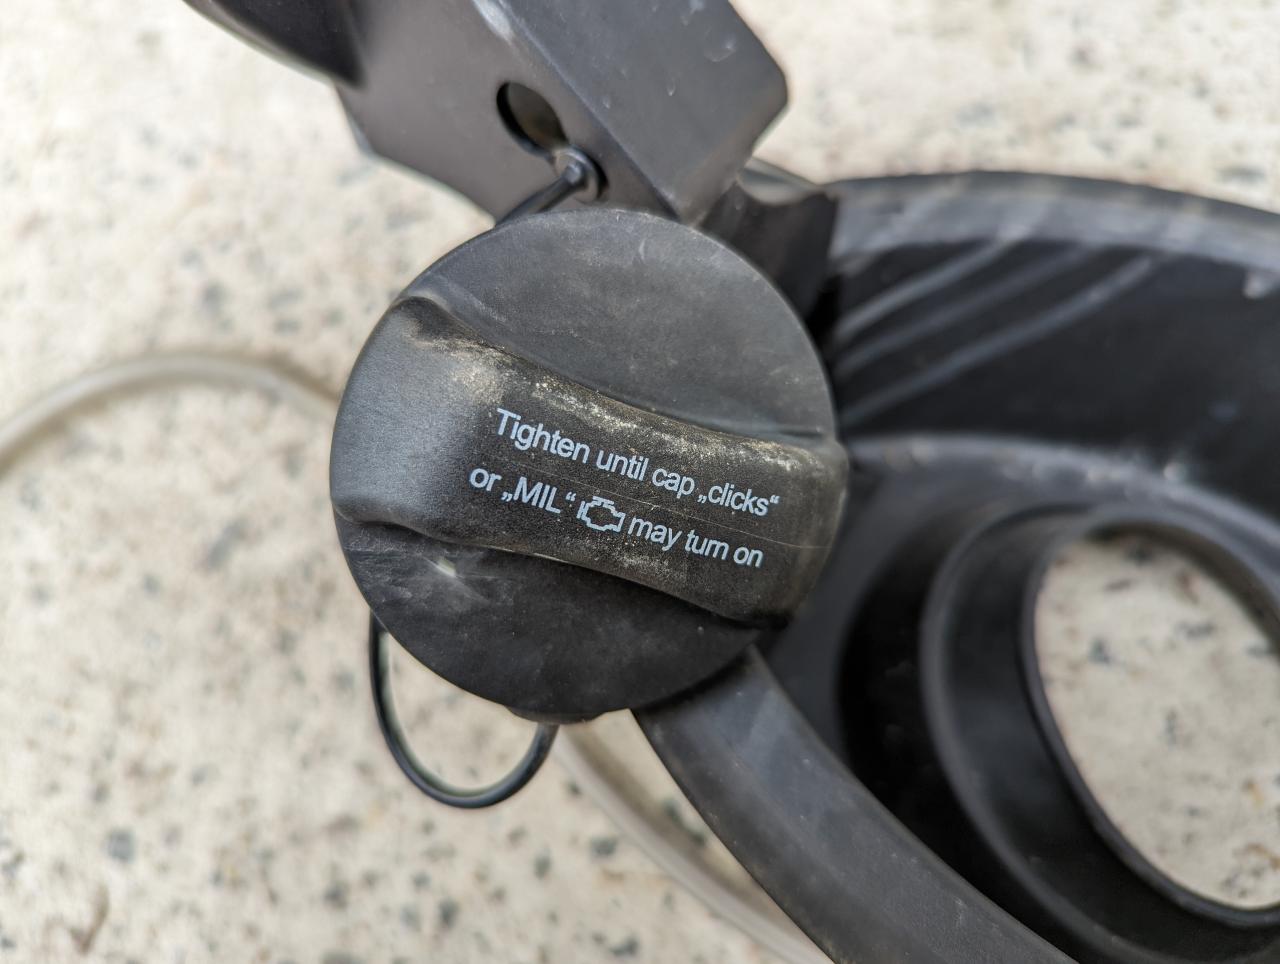 Tighten until cap „clicks“
or „MIL“ may turn on